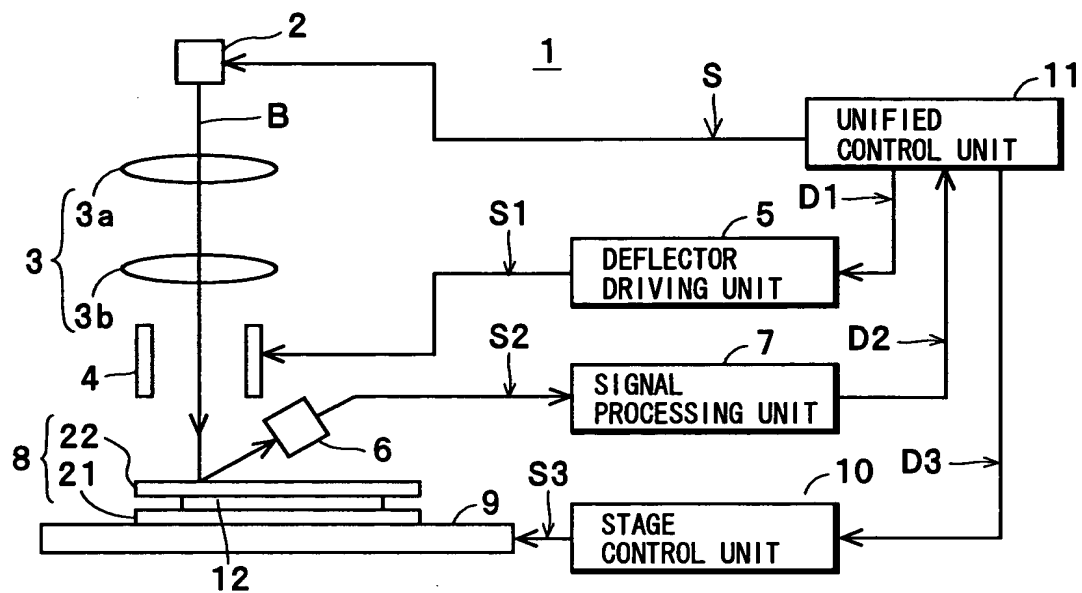 2
1
11
S
B
UNIFIED
CONTROL UNIT
3a
D1
S1
5
3
DEFLECTOR
DRIVING UNIT
3b
S2
7
D2
4
SIGNAL
PROCESSING UNIT
6
22
8
21
D3
S3
10
9
STAGE
CONTROL UNIT
12